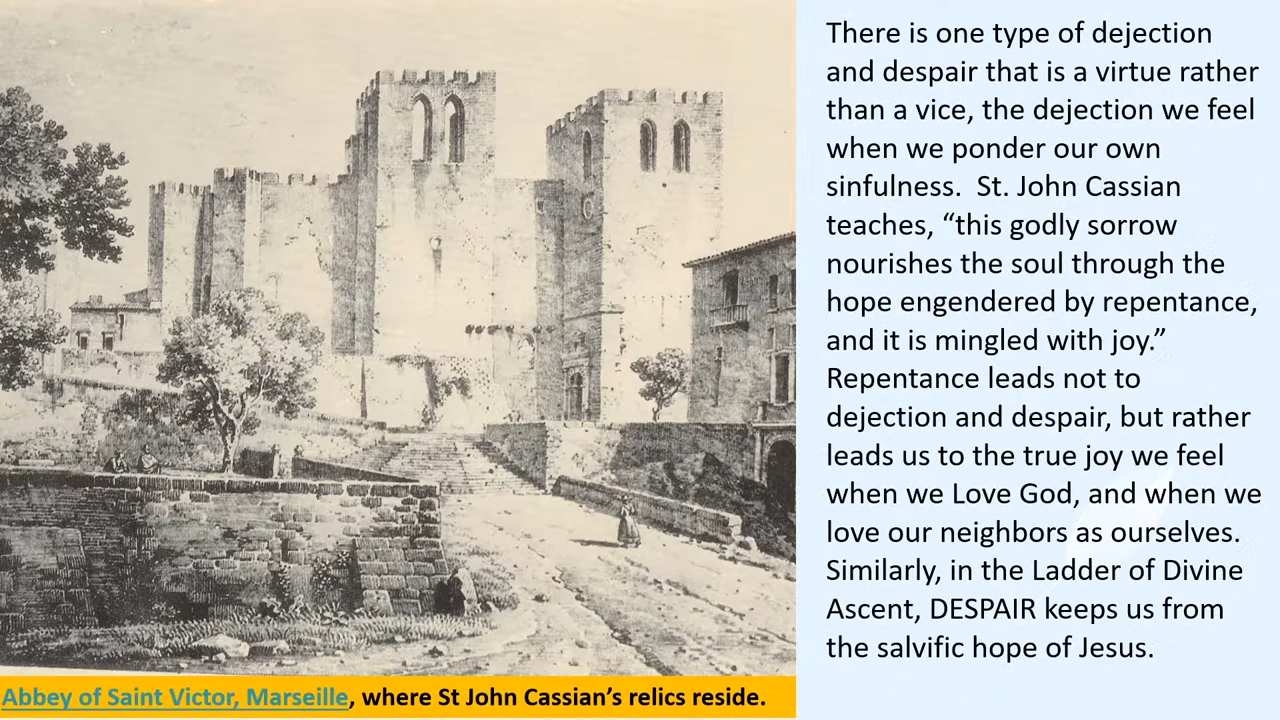 There is one type of dejection
and despair that is a virtue rather
than a vice, the dejection we feel
when we ponder our own
sinfulness.  St. John Cassian
teaches, “this godly sorrow
nourishes the soul through the
hope engendered by repentance,
and it is mingled with joy.”
Repentance leads not to
dejection and despair, but rather
leads us to the true joy we feel
when we Love God, and when we
love our neighbors as ourselves.
Similarly, in the Ladder of Divine
Ascent, DESPAIR keeps us from
the salvific hope of Jesus.
Abbey of Saint Victor, Marseille, where St John Cassian’s relics reside.